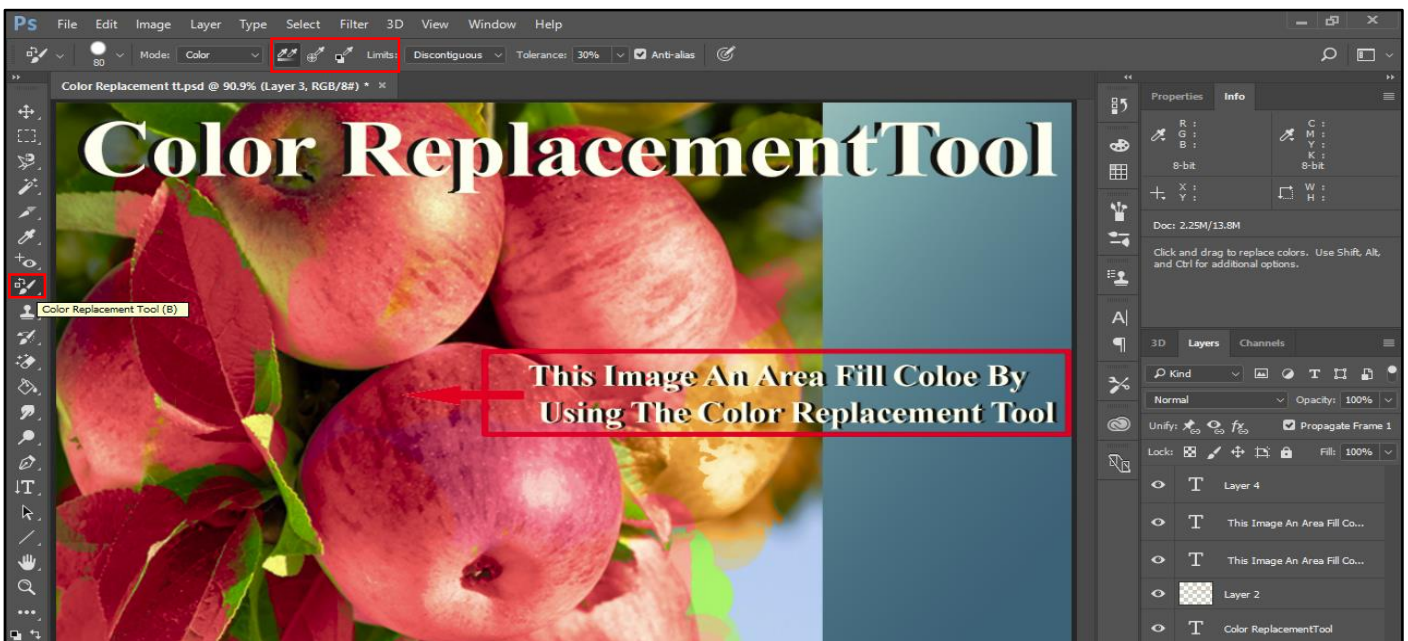 Ps File Edit Image Layer Type Select Filter 3D View Window Help
80 Mode: Color Limits: Discontiguous Tolerance: 30% Anti-alias
Color Replacement tt.psd @ 90.9% (Layer 3, RGB/8#) * ×
Color ReplacementTool
Color Replacement Tool (B)
This Image An Area Fill Coloe By
Using The Color Replacement Tool
Properties Info
R : C :
G : M :
B : Y :
K :
8-bit 8-bit
X : W :
Y : H :
Doc: 2.25M/13.8M
Click and drag to replace colors. Use Shift, Alt,
and Ctrl for additional options.
3D Layers Channels
Kind
Normal Opacity: 100%
Unify: Propagate Frame 1
Lock: Fill: 100%
Layer 4
This Image An Area Fill Co...
This Image An Area Fill Co...
Layer 2
Color ReplacementTool